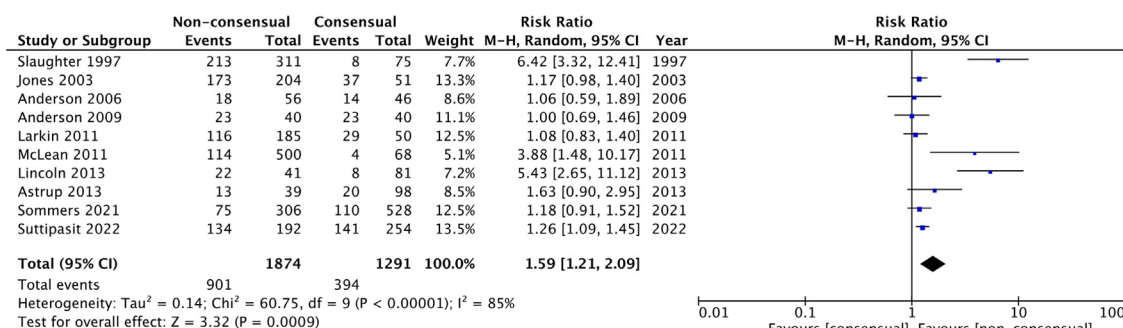 Non-consensual Consensual Risk Ratio Risk Ratio
Study or Subgroup Events Total Events Total Weight M-H, Random, 95% CI Year M-H, Random, 95% CI
Slaughter 1997 213 311 8 75 7.7% 6.42 [3.32, 12.41] 1997
Jones 2003 173 204 37 51 13.3% 1.17 [0.98, 1.40] 2003
Anderson 2006 18 56 14 46 8.6% 1.06 [0.59, 1.89] 2006
Anderson 2009 23 40 23 40 11.1% 1.00 [0.69, 1.46] 2009
Larkin 2011 116 185 29 50 12.5% 1.08 [0.83, 1.40] 2011
McLean 2011 114 500 4 68 5.1% 3.88 [1.48, 10.17] 2011
Lincoln 2013 22 41 8 81 7.2% 5.43 [2.65, 11.12] 2013
Astrup 2013 13 39 20 98 8.5% 1.63 [0.90, 2.95] 2013
Sommers 2021 75 306 110 528 12.5% 1.18 [0.91, 1.52] 2021
Suttipasit 2022 134 192 141 254 13.5% 1.26 [1.09, 1.45] 2022
Total (95% CI) 1874 1291 100.0% 1.59 [1.21, 2.09]
Total events 901 394
Heterogeneity: Tau² = 0.14; Chi² = 60.75, df = 9 (P < 0.00001); I² = 85%
Test for overall effect: Z = 3.32 (P = 0.0009)
0.01 0.1 1 10 100
Favours [consensual] Favours [non-consensual]